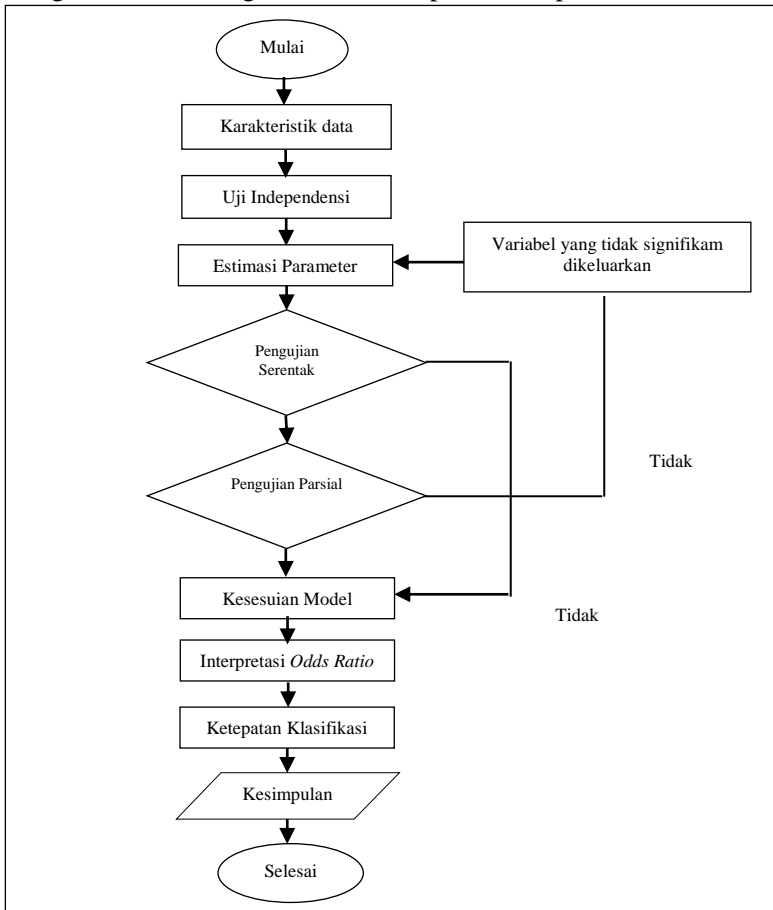 Mulai
Karakteristik data
Uji Independensi
Variabel yang tidak signifikam
dikeluarkan
Estimasi Parameter
Pengujian
Serentak
Tidak
Pengujian Parsial
Kesesuian Model
Tidak
Interpretasi Odds Ratio
Ketepatan Klasifikasi
Kesimpulan
Selesai